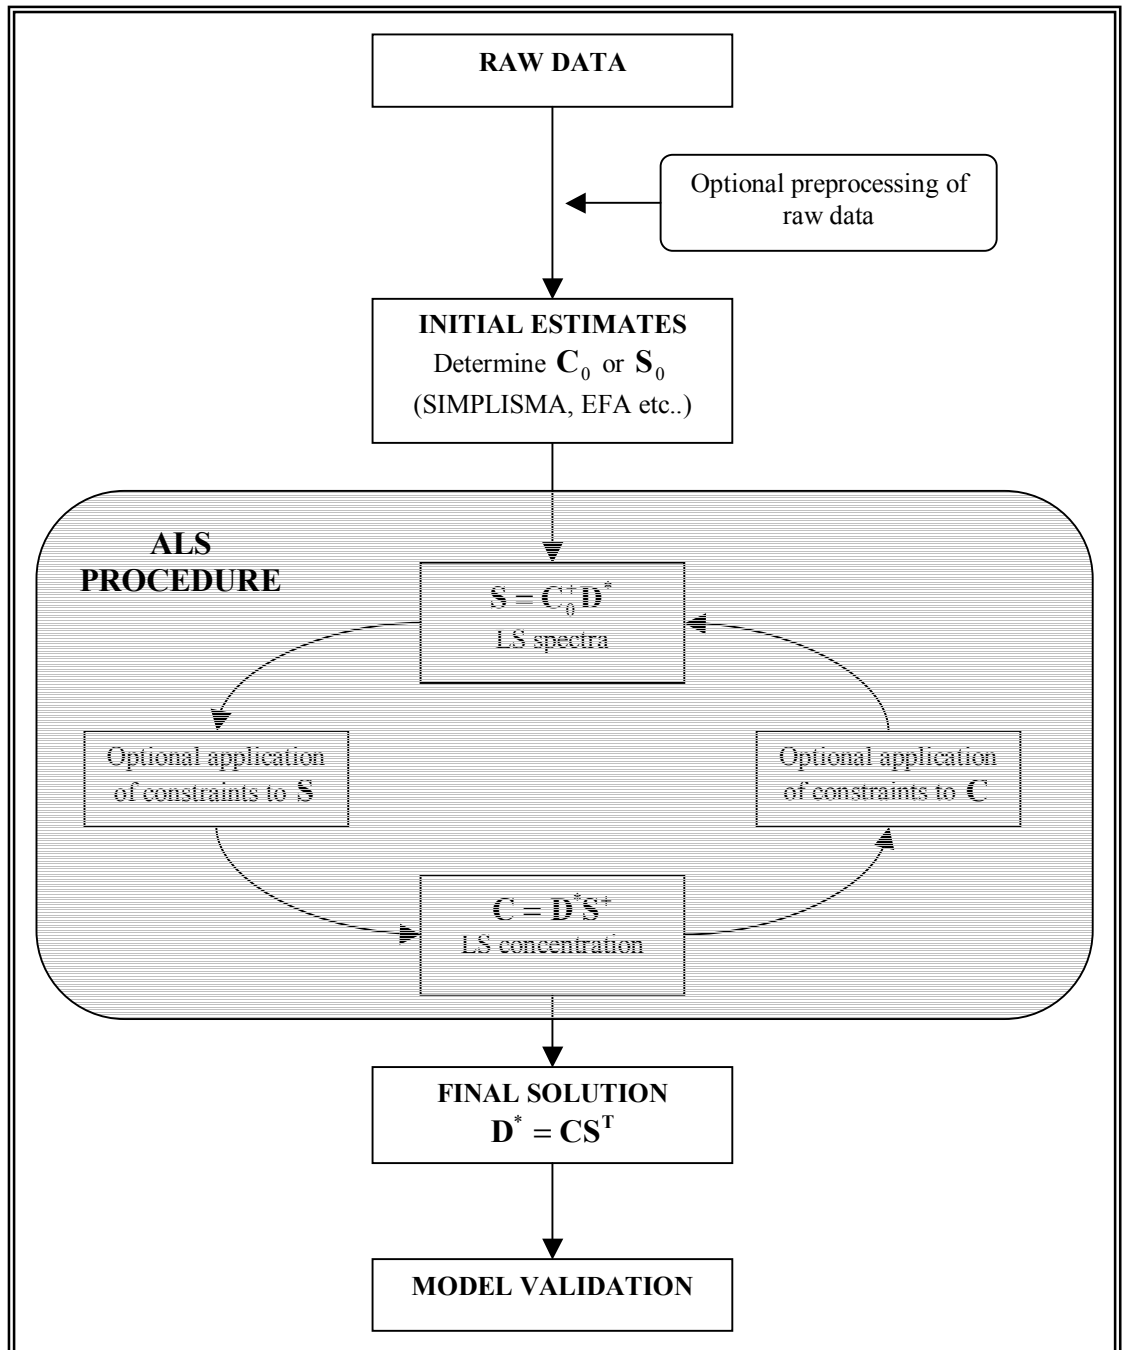 RAW DATA
Optional preprocessing of
raw data
INITIAL ESTIMATES
Determine C₀ or S₀
(SIMPLISMA, EFA etc..)
ALS
PROCEDURE
S = C₀⁺D*
LS spectra
Optional application
of constraints to S
Optional application
of constraints to C
C = D*S⁺
LS concentration
FINAL SOLUTION
D* = CSᵀ
MODEL VALIDATION